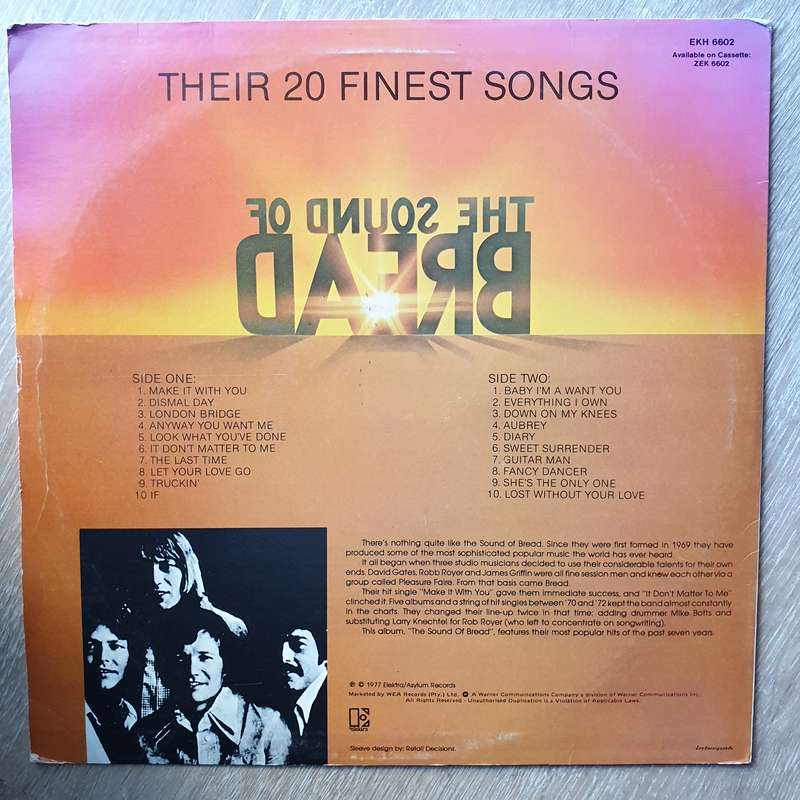 EKH 6602
Available on Cassette:
ZEK 6602
THEIR 20 FINEST SONGS
THE SOUND OF
BREAD
SIDE ONE:
1. MAKE IT WITH YOU
2. DISMAL DAY
3. LONDON BRIDGE
4. ANYWAY YOU WANT ME
5. LOOK WHAT YOU'VE DONE
6. IT DON'T MATTER TO ME
7. THE LAST TIME
8. LET YOUR LOVE GO
9. TRUCKIN'
10 IF
SIDE TWO:
1. BABY I'M A WANT YOU
2. EVERYTHING I OWN
3. DOWN ON MY KNEES
4. AUBREY
5. DIARY
6. SWEET SURRENDER
7. GUITAR MAN
8. FANCY DANCER
9. SHE'S THE ONLY ONE
10. LOST WITHOUT YOUR LOVE
There's nothing quite like the Sound of Bread. Since they were first formed in 1969 they have
produced some of the most sophisticated popular music the world has ever heard.
It all began when three studio musicians decided to use their considerable talents for their own
ends. David Gates, Robb Royer and James Griffin were all fine session men and knew each other via a
group called Pleasure Faire. From that basis came Bread.
Their hit single "Make It With You" gave them immediate success, and "It Don't Matter To Me"
clinched it. Five albums and a string of hit singles between '70 and '72 kept the band almost constantly
in the charts. They changed their line-up twice in that time: adding drummer Mike Botts and
substituting Larry Knechtel for Rob Royer (who left to concentrate on songwriting).
This album, "The Sound Of Bread", features their most popular hits of the past seven years.
℗ © 1977 Elektra/Asylum Records
Marketed by WEA Records (Pty.) Ltd. A Warner Communications Company a division of Warner Communications Inc.
All Rights Reserved - Unauthorised Duplication is a Violation of Applicable Laws.
Sleeve design by: Retail Decisions.